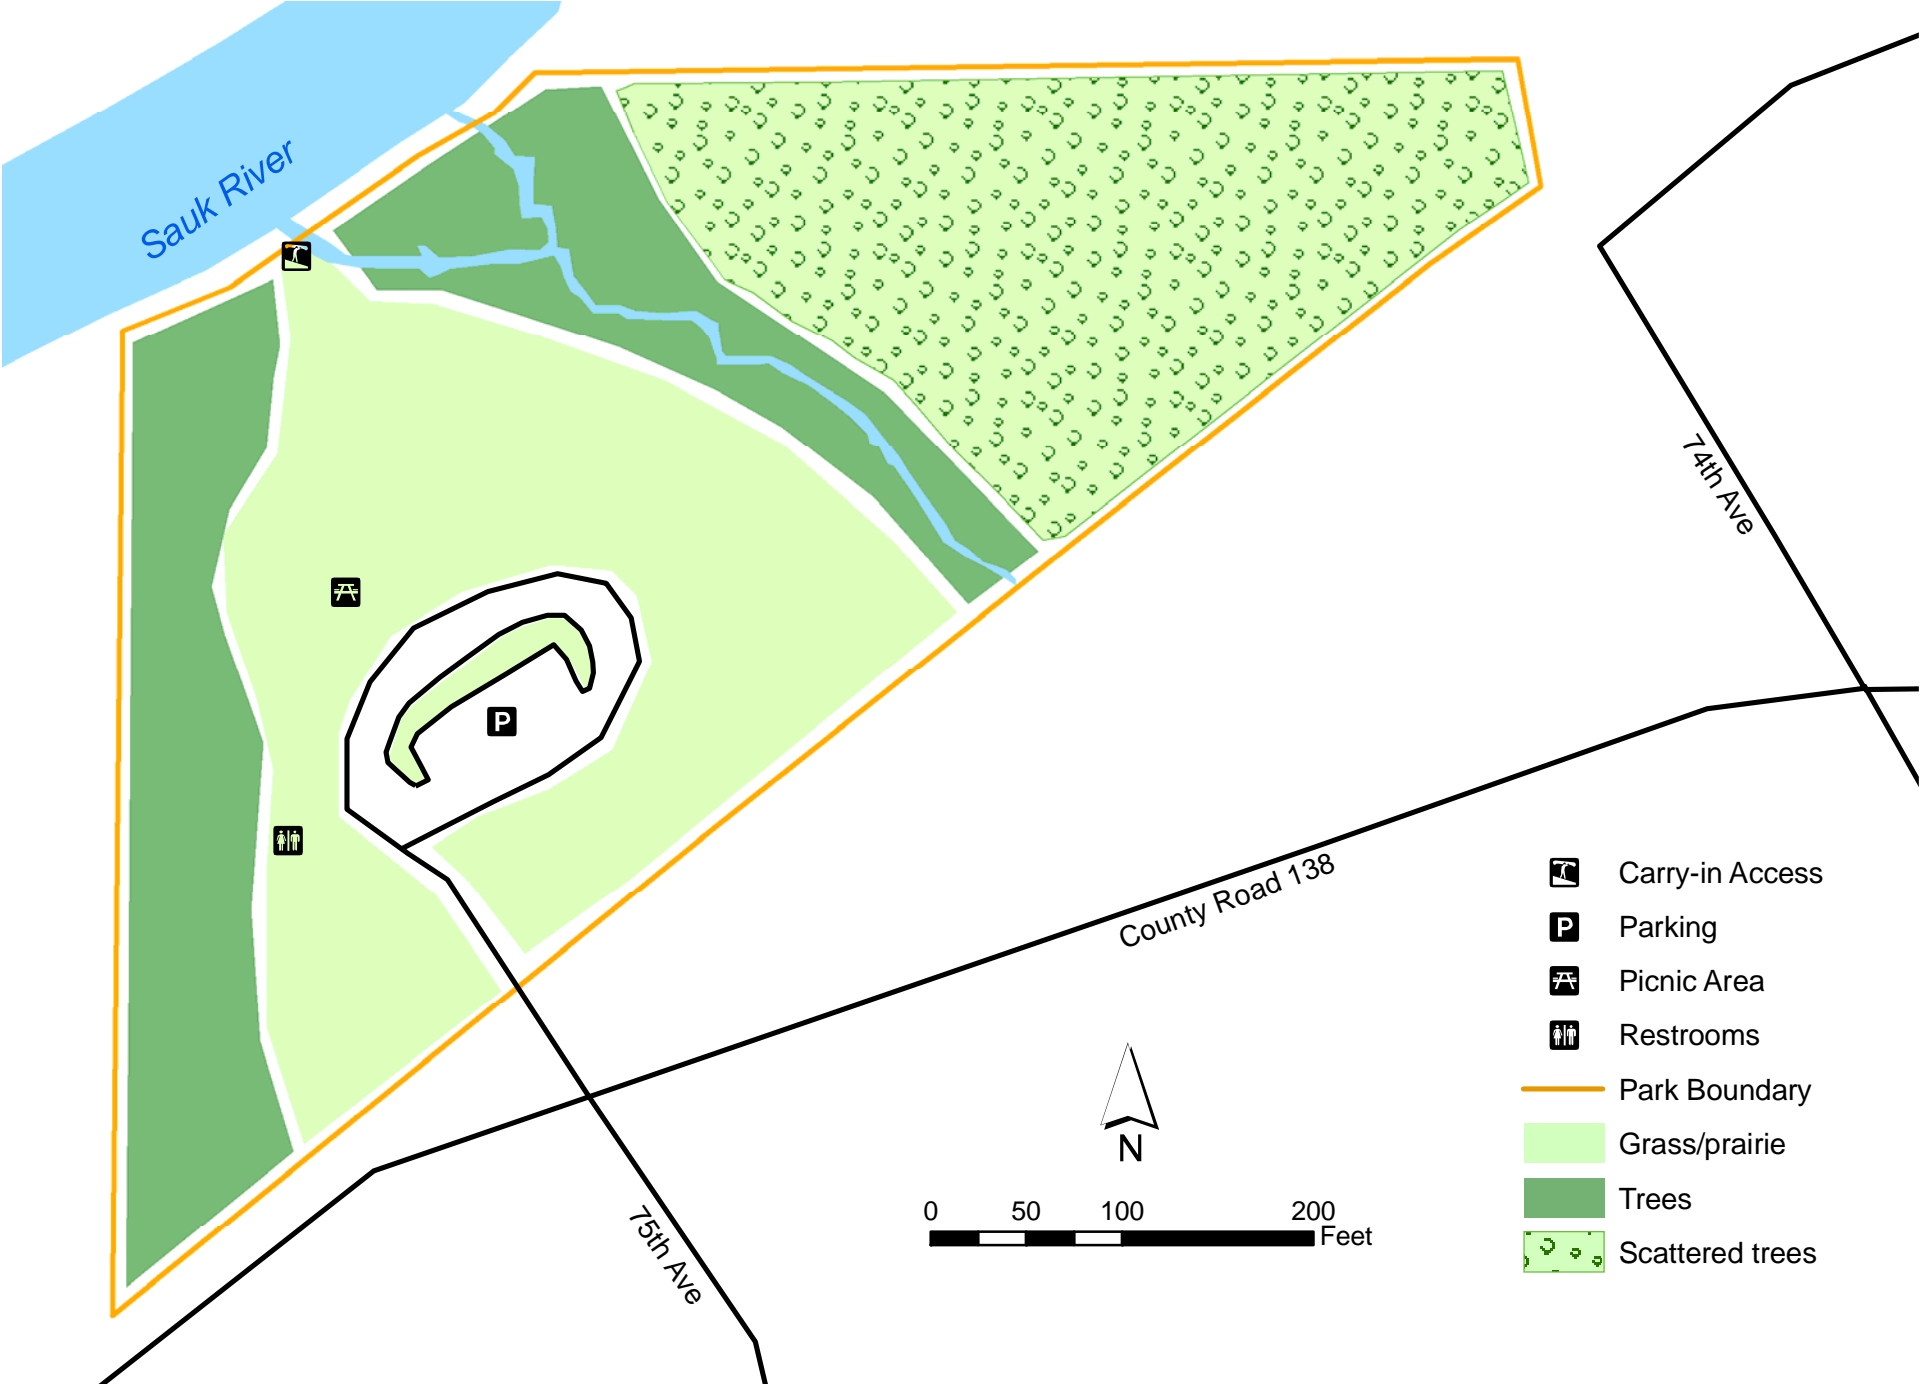 Sauk River
74th Ave
P
County Road 138
75th Ave
N
0 50 100 200
Feet
Carry-in Access
P Parking
Picnic Area
Restrooms
Park Boundary
Grass/prairie
Trees
Scattered trees